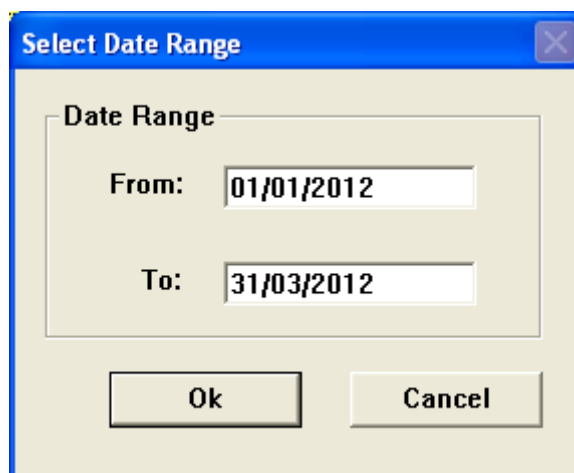 Select Date Range
Date Range
From: 01/01/2012
To: 31/03/2012
Ok Cancel